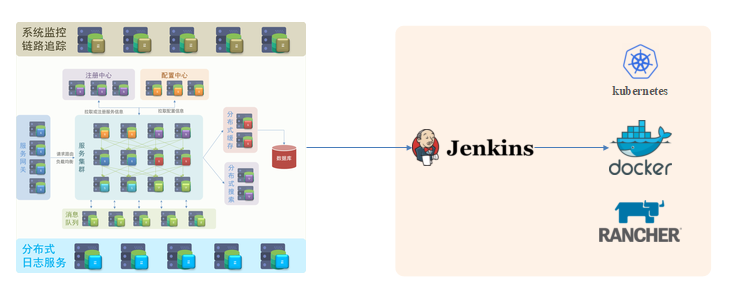 系统监控
链路追踪
注册中心
配置中心
拉取或注册服务信息
拉取配置信息
服务网关
请求路由
负载均衡
服务集群
分布式缓存
数据库
分布式搜索
消息
队列
分布式
日志服务
Jenkins
kubernetes
docker
RANCHER